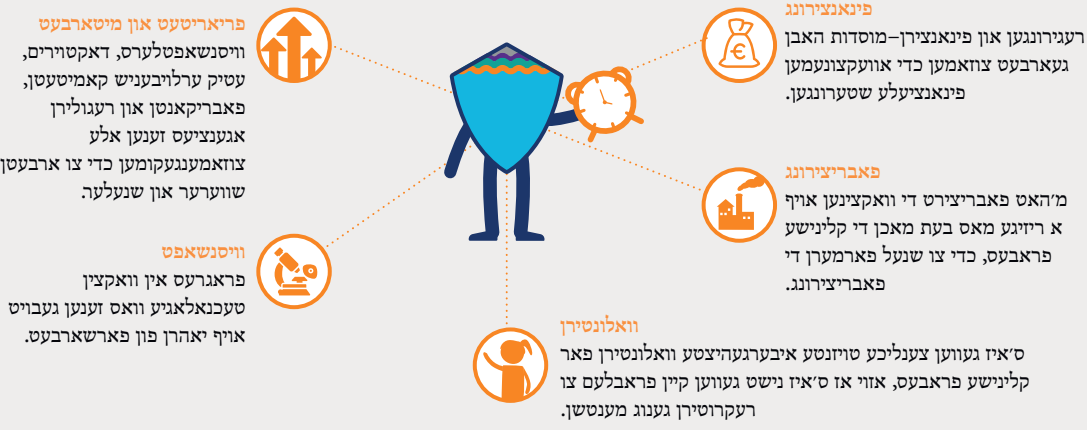 פינאנצירונג
רעגירונגען און פינאנצירן–מוסדות האבן
געארבעט צוזאמען כדי אוועקצונעמען
פינאנציעלע שטערונגען.
פאבריצירונג
מ׳האט פאבריצירט די וואקצינען אויף
א ריזיגע מאס בעת מאכן די קלינישע
פראבעס, כדי צו שנעל פארמערן די
פאבריצירונג.
וואלונטירן
ס׳איז געווען צענליכע טויזנטע איבערגעהיצטע וואלונטירן פאר
קלינישע פראבעס, אזוי אז ס׳איז נישט געווען קיין פראבלעם צו
רעקרוטירן גענוג מענטשן.
פריאריטעט און מיטארבעט
וויסנשאפטלערס, דאקטוירים,
עטיק ערלויבעניש קאמיטעטן,
פאבריקאנטן און רעגולירן
אגענציעס זענען אלע
צוזאמענגעקומען כדי צו ארבעטן
שווערער און שנעלער.
וויסנשאפט
פראגרעס אין וואקצין
טעכנאלאגיע וואס זענען געבויט
אויף יאהרן פון פארשארבעט.